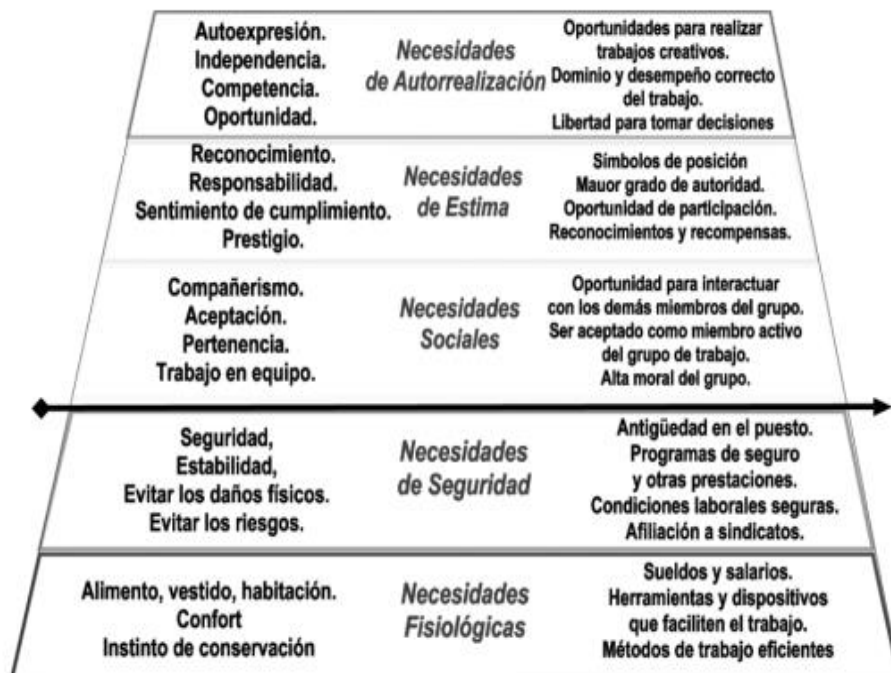 Autoexpresión.
Independencia.
Competencia.
Oportunidad.
Necesidades
de Autorrealización
Oportunidades para realizar
trabajos creativos.
Dominio y desempeño correcto
del trabajo.
Libertad para tomar decisiones
Reconocimiento.
Responsabilidad.
Sentimiento de cumplimiento.
Prestigio.
Necesidades
de Estima
Símbolos de posición
Mauor grado de autoridad.
Oportunidad de participación.
Reconocimientos y recompensas.
Compañerismo.
Aceptación.
Pertenencia.
Trabajo en equipo.
Necesidades
Sociales
Oportunidad para interactuar
con los demás miembros del grupo.
Ser aceptado como miembro activo
del grupo de trabajo.
Alta moral del grupo.
Seguridad,
Estabilidad,
Evitar los daños físicos.
Evitar los riesgos.
Necesidades
de Seguridad
Antigüedad en el puesto.
Programas de seguro
y otras prestaciones.
Condiciones laborales seguras.
Afiliación a sindicatos.
Alimento, vestido, habitación.
Confort
Instinto de conservación
Necesidades
Fisiológicas
Sueldos y salarios.
Herramientas y dispositivos
que faciliten el trabajo.
Métodos de trabajo eficientes